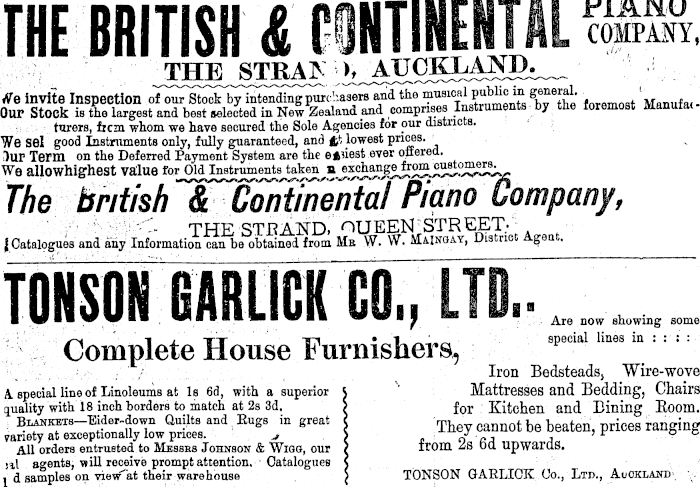 THE BRITISH & CONTINENTAL PIANO COMPANY,
THE STRAND, AUCKLAND.
We invite Inspection of our Stock by intending purchasers and the musical public in general.
Our Stock is the largest and best selected in New Zealand and comprises Instruments by the foremost Manufac-
turers, from whom we have secured the Sole Agencies for our districts.
We sel good Instruments only, fully guaranteed, and at lowest prices.
Our Term on the Deferred Payment System are the easiest ever offered.
We allowhighest value for Old Instruments taken n exchange from customers.
The British & Continental Piano Company,
THE STRAND, QUEEN STREET.
Catalogues and any Information can be obtained from MR W. W. MAINGAY, District Agent.
TONSON GARLICK CO., LTD..
Complete House Furnishers,
A special line of Linoleums at 1s 6d, with a superior
quality with 18 inch borders to match at 2s 3d.
BLANKETS—Eider-down Quilts and Rugs in great
variety at exceptionally low prices.
All orders entrusted to MESSRS JOHNSON & WIGG, our
agents, will receive prompt attention. Catalogues
d samples on view at their warehouse
Are now showing some
special lines in : : : :
Iron Bedsteads, Wire-wove
Mattresses and Bedding, Chairs
for Kitchen and Dining Room.
They cannot be beaten, prices ranging
from 2s 6d upwards.
TONSON GARLICK Co., LTD., AUCKLAND